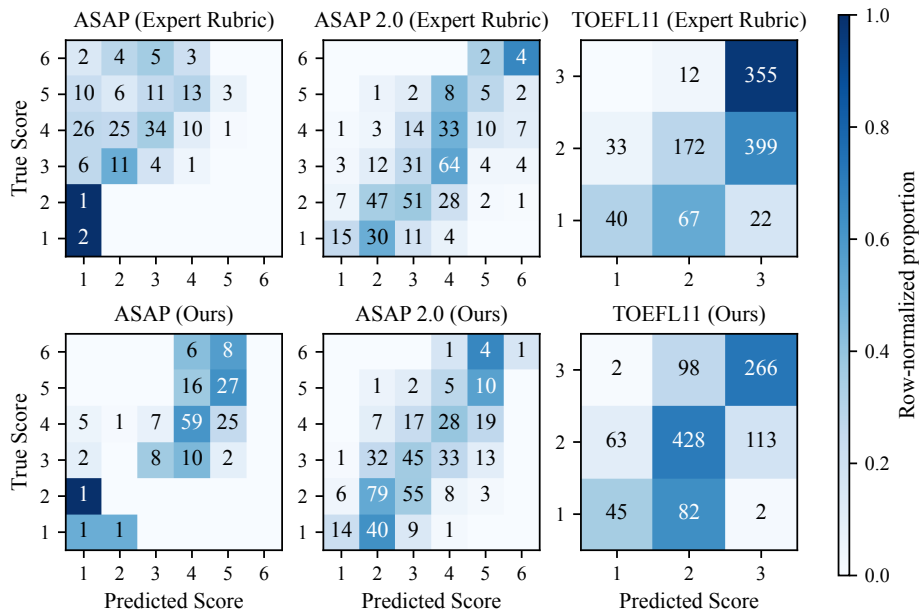 ASAP (Expert Rubric)
ASAP 2.0 (Expert Rubric)
TOEFL11 (Expert Rubric)
True Score
6 2 4 5 3
5 10 6 11 13 3
4 26 25 34 10 1
3 6 11 4 1
2 1
1 2
1 2 3 4 5 6
6 2 4
5 1 2 8 5 2
4 1 3 14 33 10 7
3 3 12 31 64 4 4
2 7 47 51 28 2 1
1 15 30 11 4
1 2 3 4 5 6
3 12 355
2 33 172 399
1 40 67 22
1 2 3
ASAP (Ours)
ASAP 2.0 (Ours)
TOEFL11 (Ours)
True Score
6 6 8
5 16 27
4 5 1 7 59 25
3 2 8 10 2
2 1
1 1 1
1 2 3 4 5 6
Predicted Score
6 1 4 1
5 1 2 5 10
4 7 17 28 19
3 1 32 45 33 13
2 6 79 55 8 3
1 14 40 9 1
1 2 3 4 5 6
Predicted Score
3 2 98 266
2 63 428 113
1 45 82 2
1 2 3
Predicted Score
1.0
0.8
0.6
0.4
0.2
0.0
Row-normalized proportion